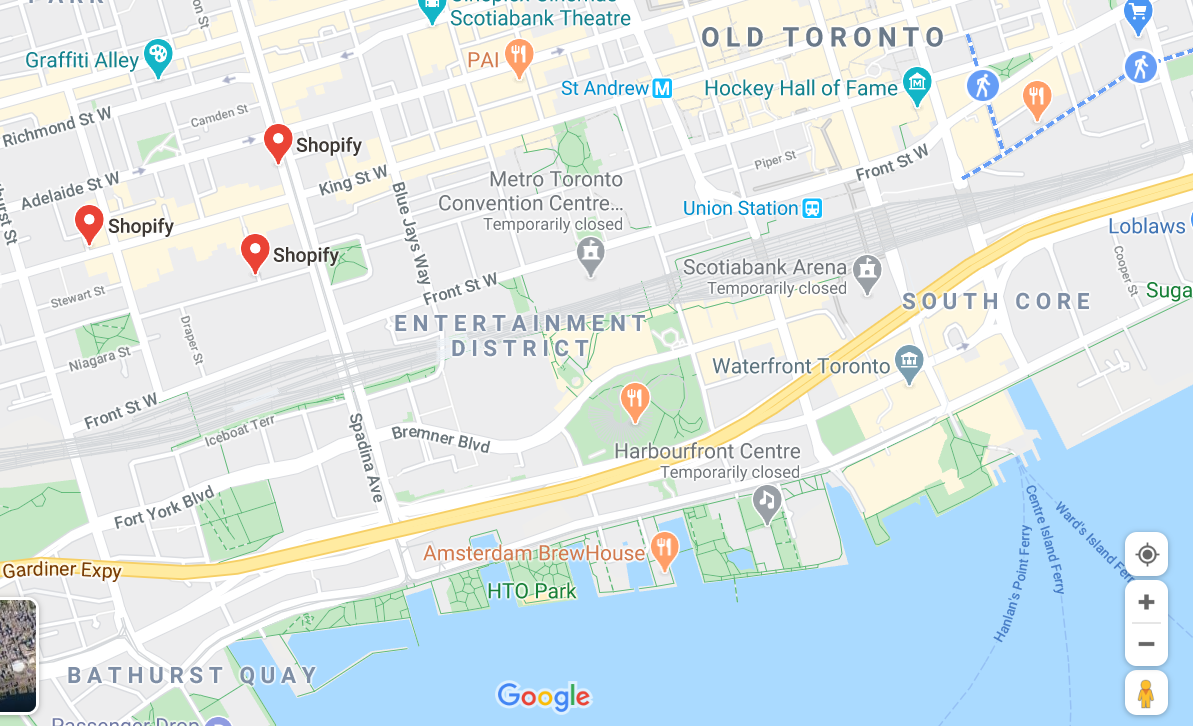 Scotiabank Theatre
OLD TORONTO
Graffiti Alley
PAI
St Andrew M
Hockey Hall of Fame
Richmond St W
Camden St
Shopify
Piper St
Front St W
Adelaide St W
King St W
Metro Toronto
Convention Centre...
Temporarily closed
Blue Jays Way
Union Station
Shopify
Loblaws
Shopify
Cooper St
Scotiabank Arena
Temporarily closed
Stewart St
Front St W
SOUTH CORE
Suga
ENTERTAINMENT
DISTRICT
Draper St
Niagara St
Waterfront Toronto
Front St W
Iceboat Terr
Spadina Ave
Bremner Blvd
Harbourfront Centre
Temporarily closed
Fort York Blvd
Centre Island Ferry
Ward's Island Ferry
Hanlan's Point Ferry
Amsterdam BrewHouse
Gardiner Expy
HTO Park
BATHURST QUAY
Google